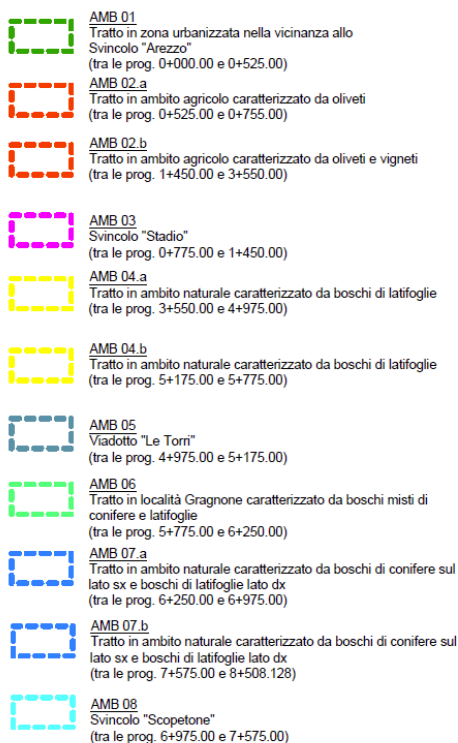 AMB 01
Tratto in zona urbanizzata nella vicinanza allo
Svincolo "Arezzo"
(tra le prog. 0+000.00 e 0+525.00)
AMB 02.a
Tratto in ambito agricolo caratterizzato da oliveti
(tra le prog. 0+525.00 e 0+755.00)
AMB 02.b
Tratto in ambito agricolo caratterizzato da oliveti e vigneti
(tra le prog. 1+450.00 e 3+550.00)
AMB 03
Svincolo "Stadio"
(tra le prog. 0+775.00 e 1+450.00)
AMB 04.a
Tratto in ambito naturale caratterizzato da boschi di latifoglie
(tra le prog. 3+550.00 e 4+975.00)
AMB 04.b
Tratto in ambito naturale caratterizzato da boschi di latifoglie
(tra le prog. 5+175.00 e 5+775.00)
AMB 05
Viadotto "Le Torri"
(tra le prog. 4+975.00 e 5+175.00)
AMB 06
Tratto in località Gragnone caratterizzato da boschi misti di
conifere e latifoglie
(tra le prog. 5+775.00 e 6+250.00)
AMB 07.a
Tratto in ambito naturale caratterizzato da boschi di conifere sul
lato sx e boschi di latifoglie lato dx
(tra le prog. 6+250.00 e 6+975.00)
AMB 07.b
Tratto in ambito naturale caratterizzato da boschi di conifere sul
lato sx e boschi di latifoglie lato dx
(tra le prog. 7+575.00 e 8+508.128)
AMB 08
Svincolo "Scopetone"
(tra le prog. 6+975.00 e 7+575.00)